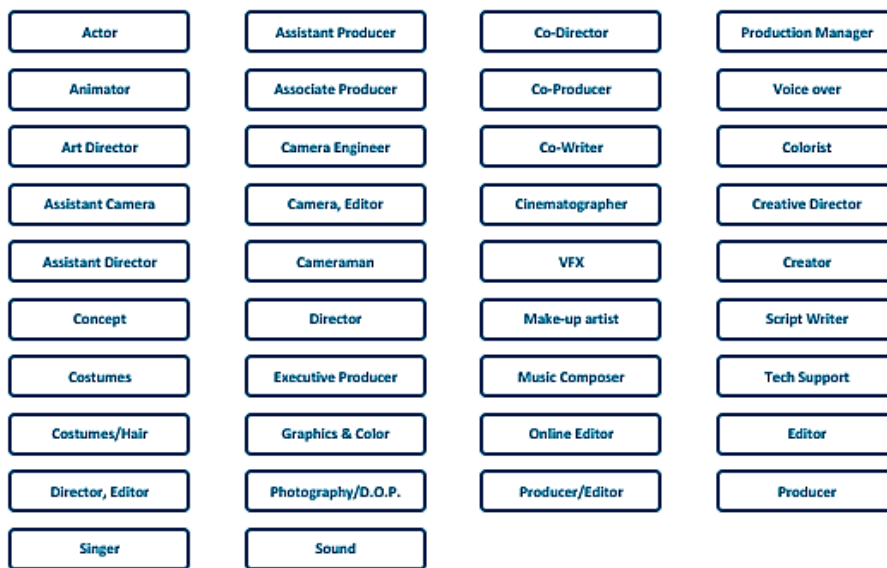 Actor
Assistant Producer
Co-Director
Production Manager
Animator
Associate Producer
Co-Producer
Voice over
Art Director
Camera Engineer
Co-Writer
Colorist
Assistant Camera
Camera, Editor
Cinematographer
Creative Director
Assistant Director
Cameraman
VFX
Creator
Concept
Director
Make-up artist
Script Writer
Costumes
Executive Producer
Music Composer
Tech Support
Costumes/Hair
Graphics & Color
Online Editor
Editor
Director, Editor
Photography/D.O.P.
Producer/Editor
Producer
Singer
Sound